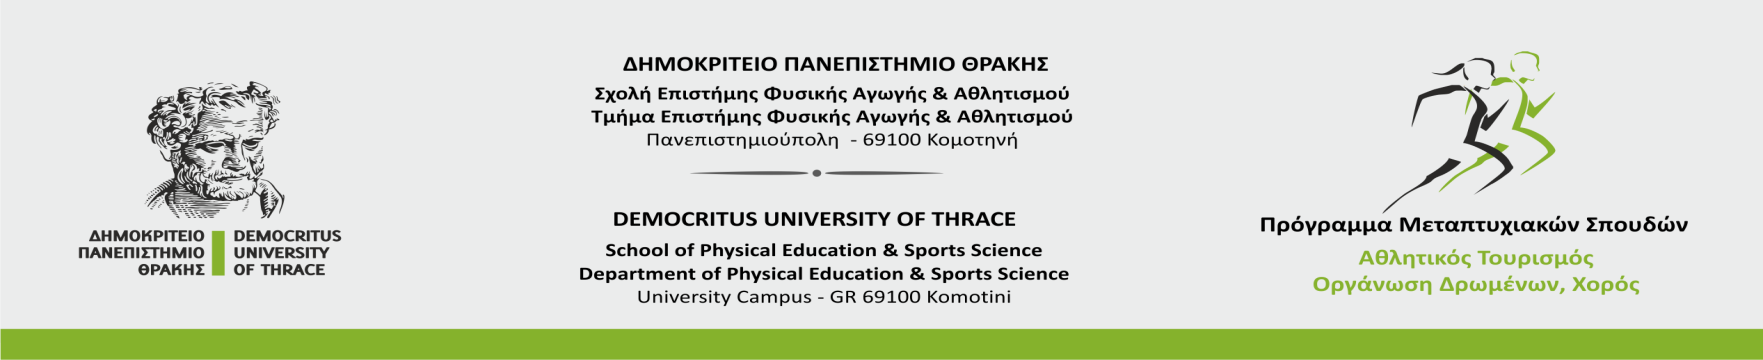 ΔΗΜΟΚΡΙΤΕΙΟ
ΠΑΝΕΠΙΣΤΗΜΙΟ
ΘΡΑΚΗΣ
DEMOCRITUS
UNIVERSITY
OF THRACE
ΔΗΜΟΚΡΙΤΕΙΟ ΠΑΝΕΠΙΣΤΗΜΙΟ ΘΡΑΚΗΣ
Σχολή Επιστήμης Φυσικής Αγωγής & Αθλητισμού
Τμήμα Επιστήμης Φυσικής Αγωγής & Αθλητισμού
Πανεπιστημιούπολη - 69100 Κομοτηνή
DEMOCRITUS UNIVERSITY OF THRACE
School of Physical Education & Sports Science
Department of Physical Education & Sports Science
University Campus - GR 69100 Komotini
Πρόγραμμα Μεταπτυχιακών Σπουδών
Αθλητικός Τουρισμός
Οργάνωση Δρωμένων, Χορός